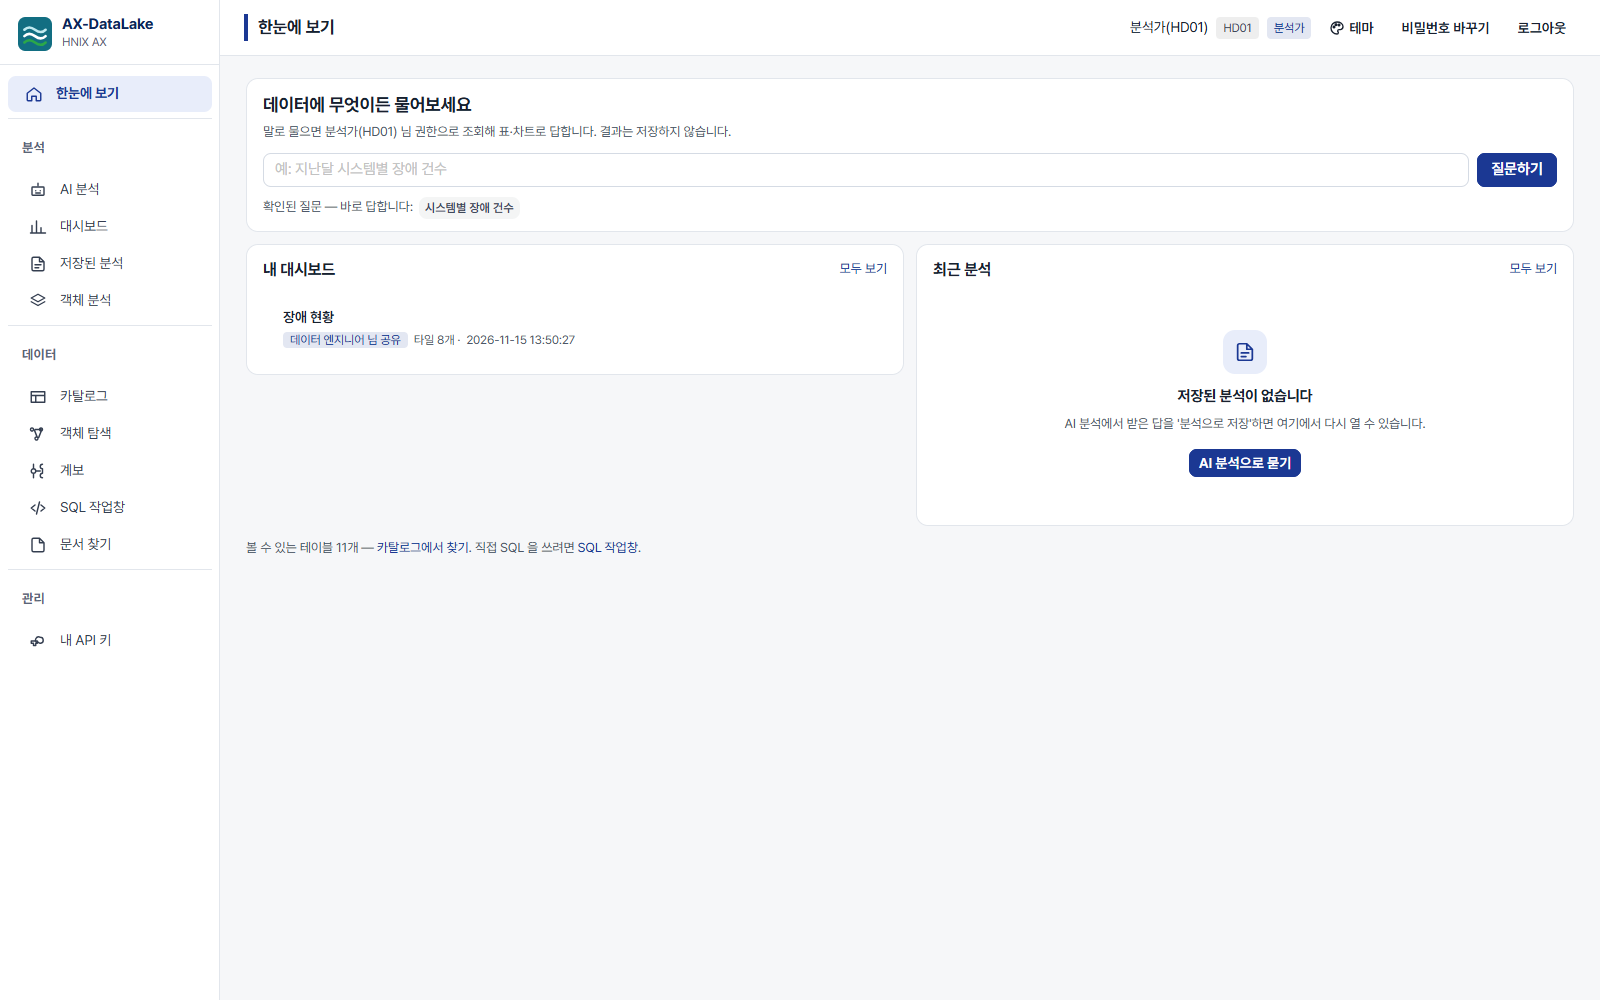 AX-DataLake
HNIX AX
한눈에 보기
분석
AI 분석
대시보드
저장된 분석
객체 분석
데이터
카탈로그
객체 탐색
계보
SQL 작업창
문서 찾기
관리
내 API 키
한눈에 보기
분석가(HD01) HD01 분석가 테마 비밀번호 바꾸기 로그아웃
데이터에 무엇이든 물어보세요
말로 물으면 분석가(HD01) 님 권한으로 조회해 표·차트로 답합니다. 결과는 저장하지 않습니다.
예: 지난달 시스템별 장애 건수 질문하기
확인된 질문 — 바로 답합니다: 시스템별 장애 건수
내 대시보드 모두 보기
장애 현황
데이터 엔지니어 님 공유 타일 8개 · 2026-11-15 13:50:27
최근 분석 모두 보기
저장된 분석이 없습니다
AI 분석에서 받은 답을 '분석으로 저장'하면 여기에서 다시 열 수 있습니다.
AI 분석으로 묻기
볼 수 있는 테이블 11개 — 카탈로그에서 찾기. 직접 SQL 을 쓰려면 SQL 작업창.